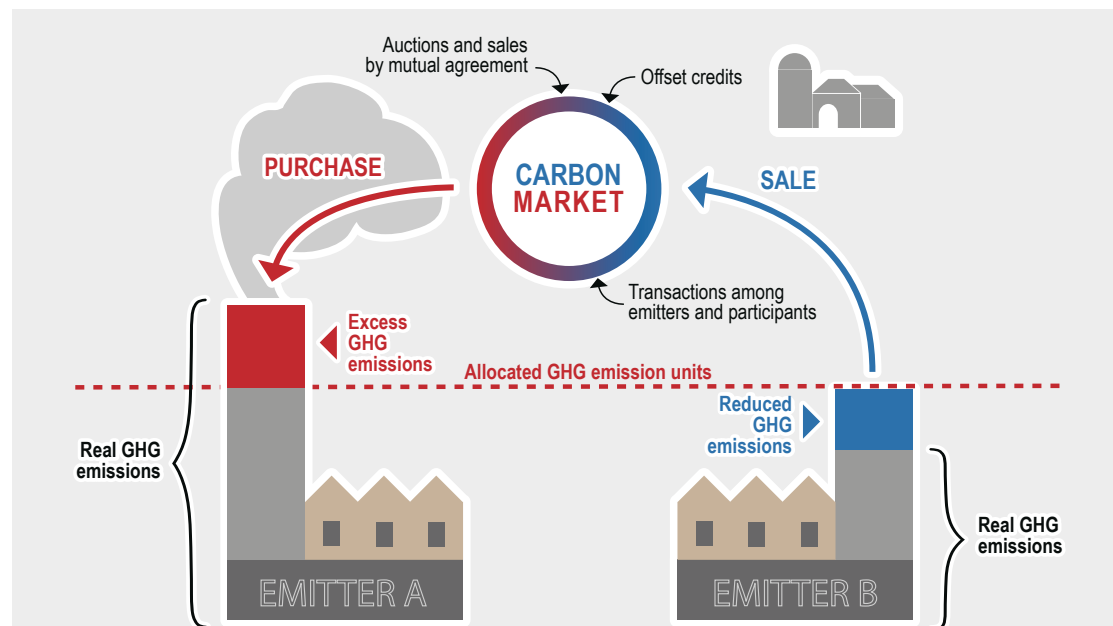 Auctions and sales
by mutual agreement
Offset credits
PURCHASE
CARBON
MARKET
SALE
Transactions among
emitters and participants
Excess
GHG
emissions
Allocated GHG emission units
Reduced
GHG
emissions
Real GHG
emissions
Real GHG
emissions
EMITTER A
EMITTER B